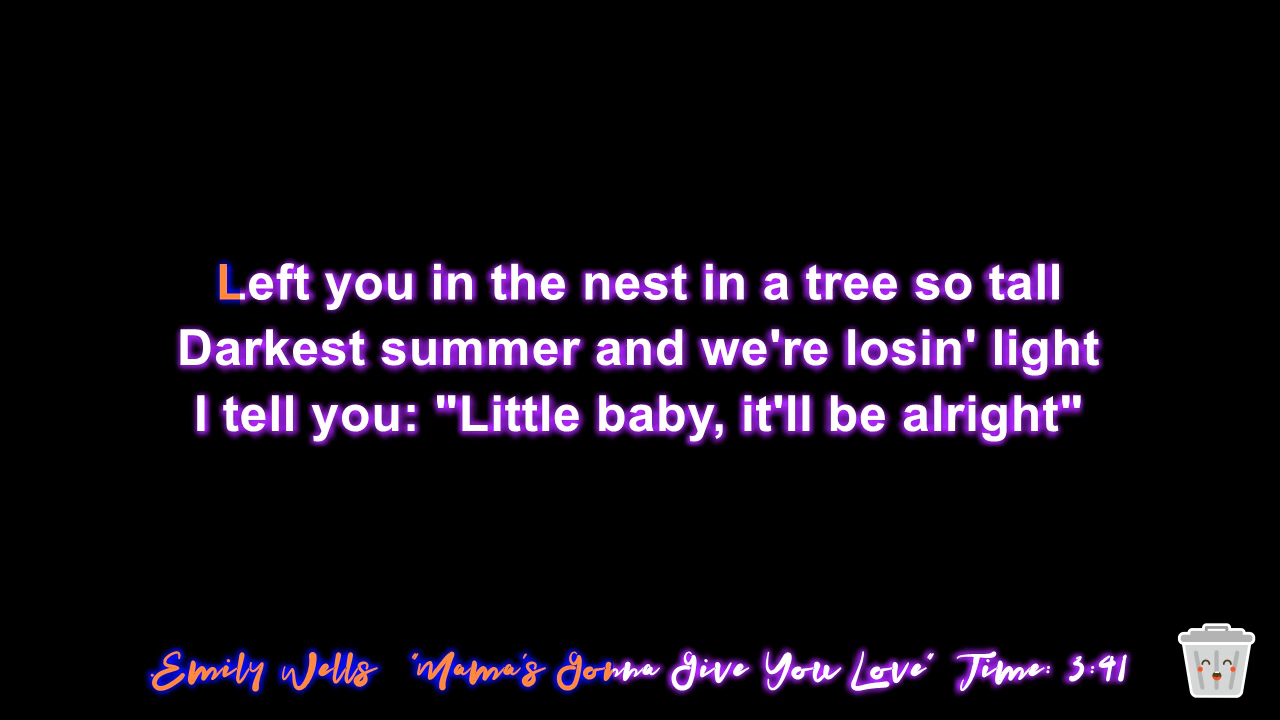 Left you in the nest in a tree so tall
Darkest summer and we're losin' light
I tell you: "Little baby, it'll be alright"
Emily Wells "Mama's Gonna Give You Love" Time: 3:41